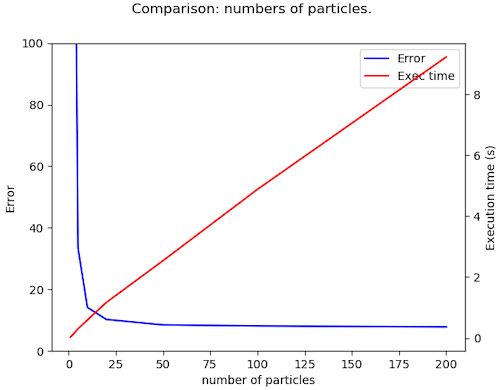 Comparison: numbers of particles.
Error
Exec time
100
80
60
40
20
0
Error
8
6
4
2
0
Execution time (s)
0 25 50 75 100 125 150 175 200
number of particles